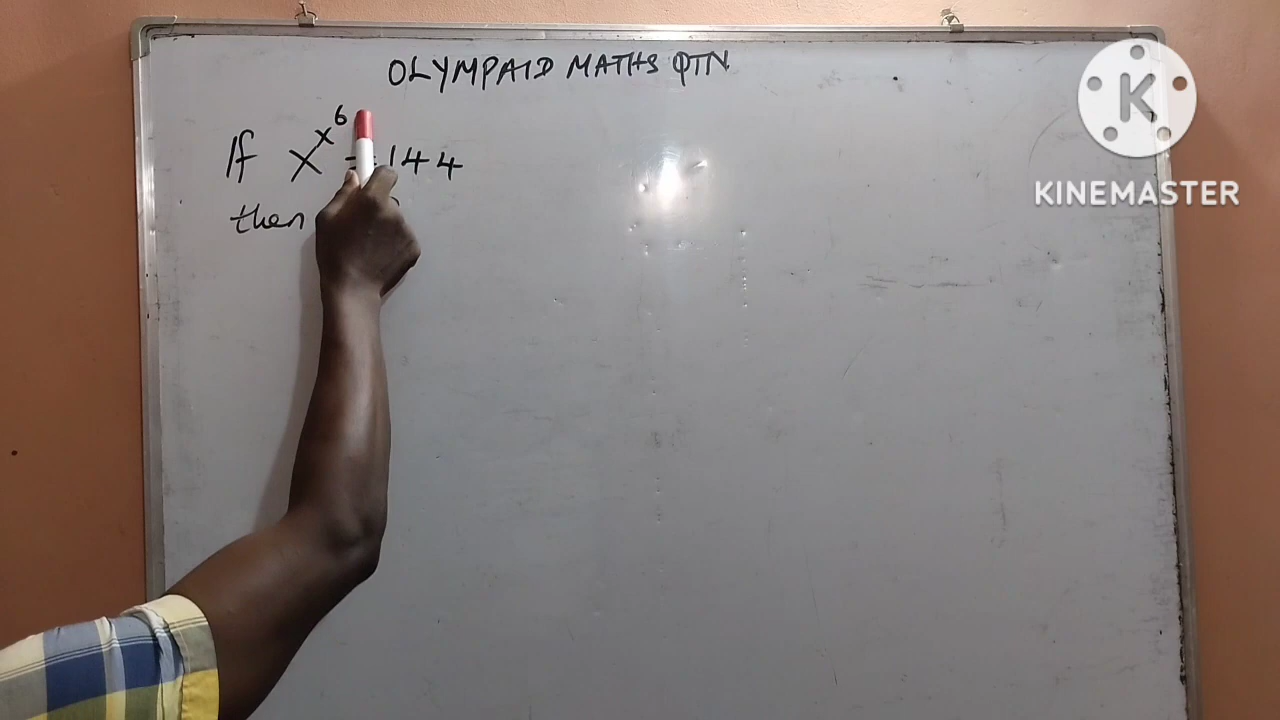 OLYMPAID MATHS QTN.
If x^x^6 = 144
then
K
KINEMASTER